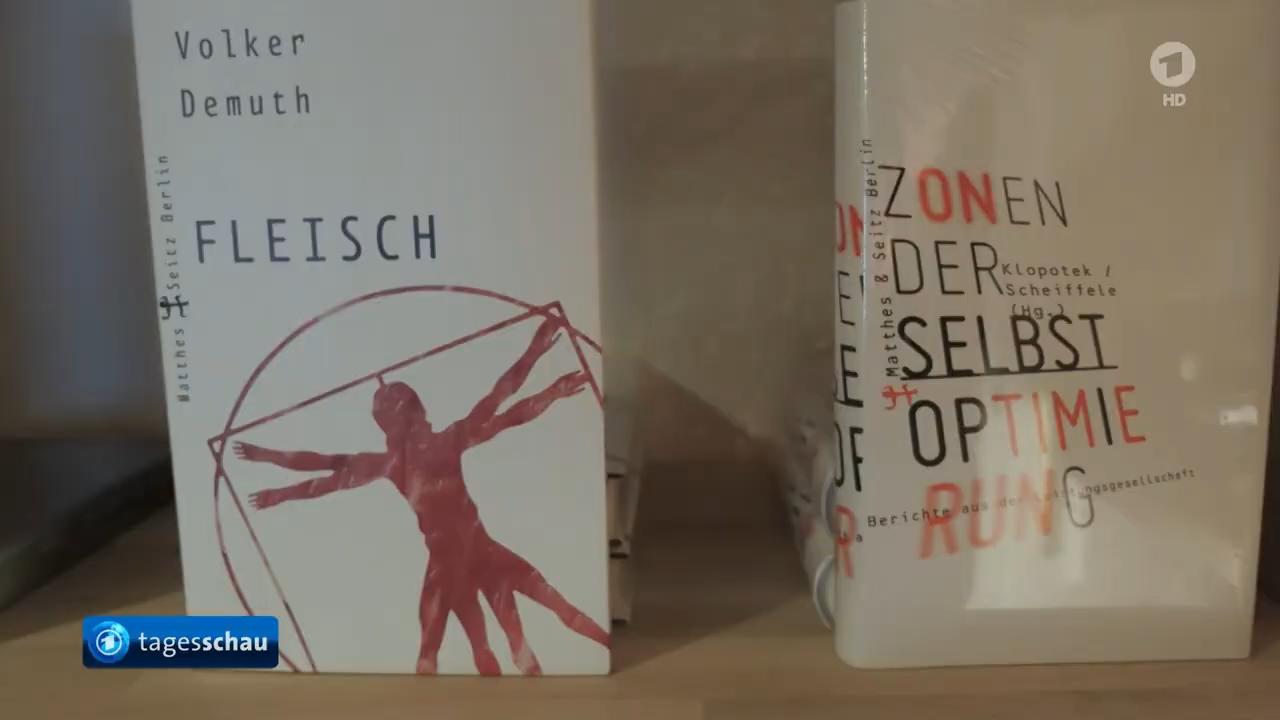 Volker
Demuth
FLEISCH
Matthes Seitz Berlin
ZONEN
DER
Klopotek /
Scheiffele
(Hg.)
SELBST
OPTIMIE
RUNG
Berichte aus der Leistungsgesellschaft
Matthes & Seitz Berlin
1
HD
tagesschau